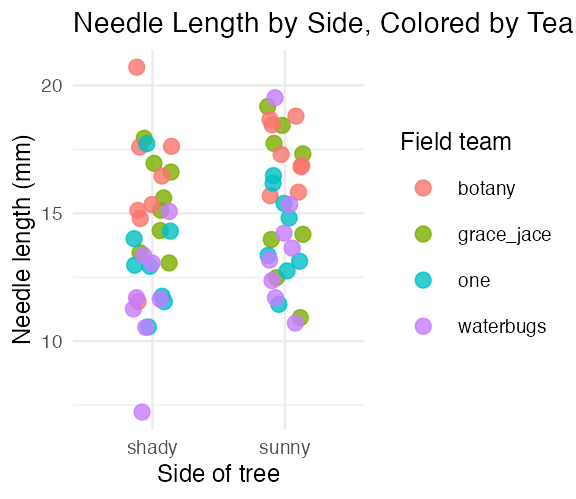 Needle Length by Side, Colored by Tea
Needle length (mm)
20
15
10
shady sunny
Side of tree
Field team
botany
grace_jace
one
waterbugs